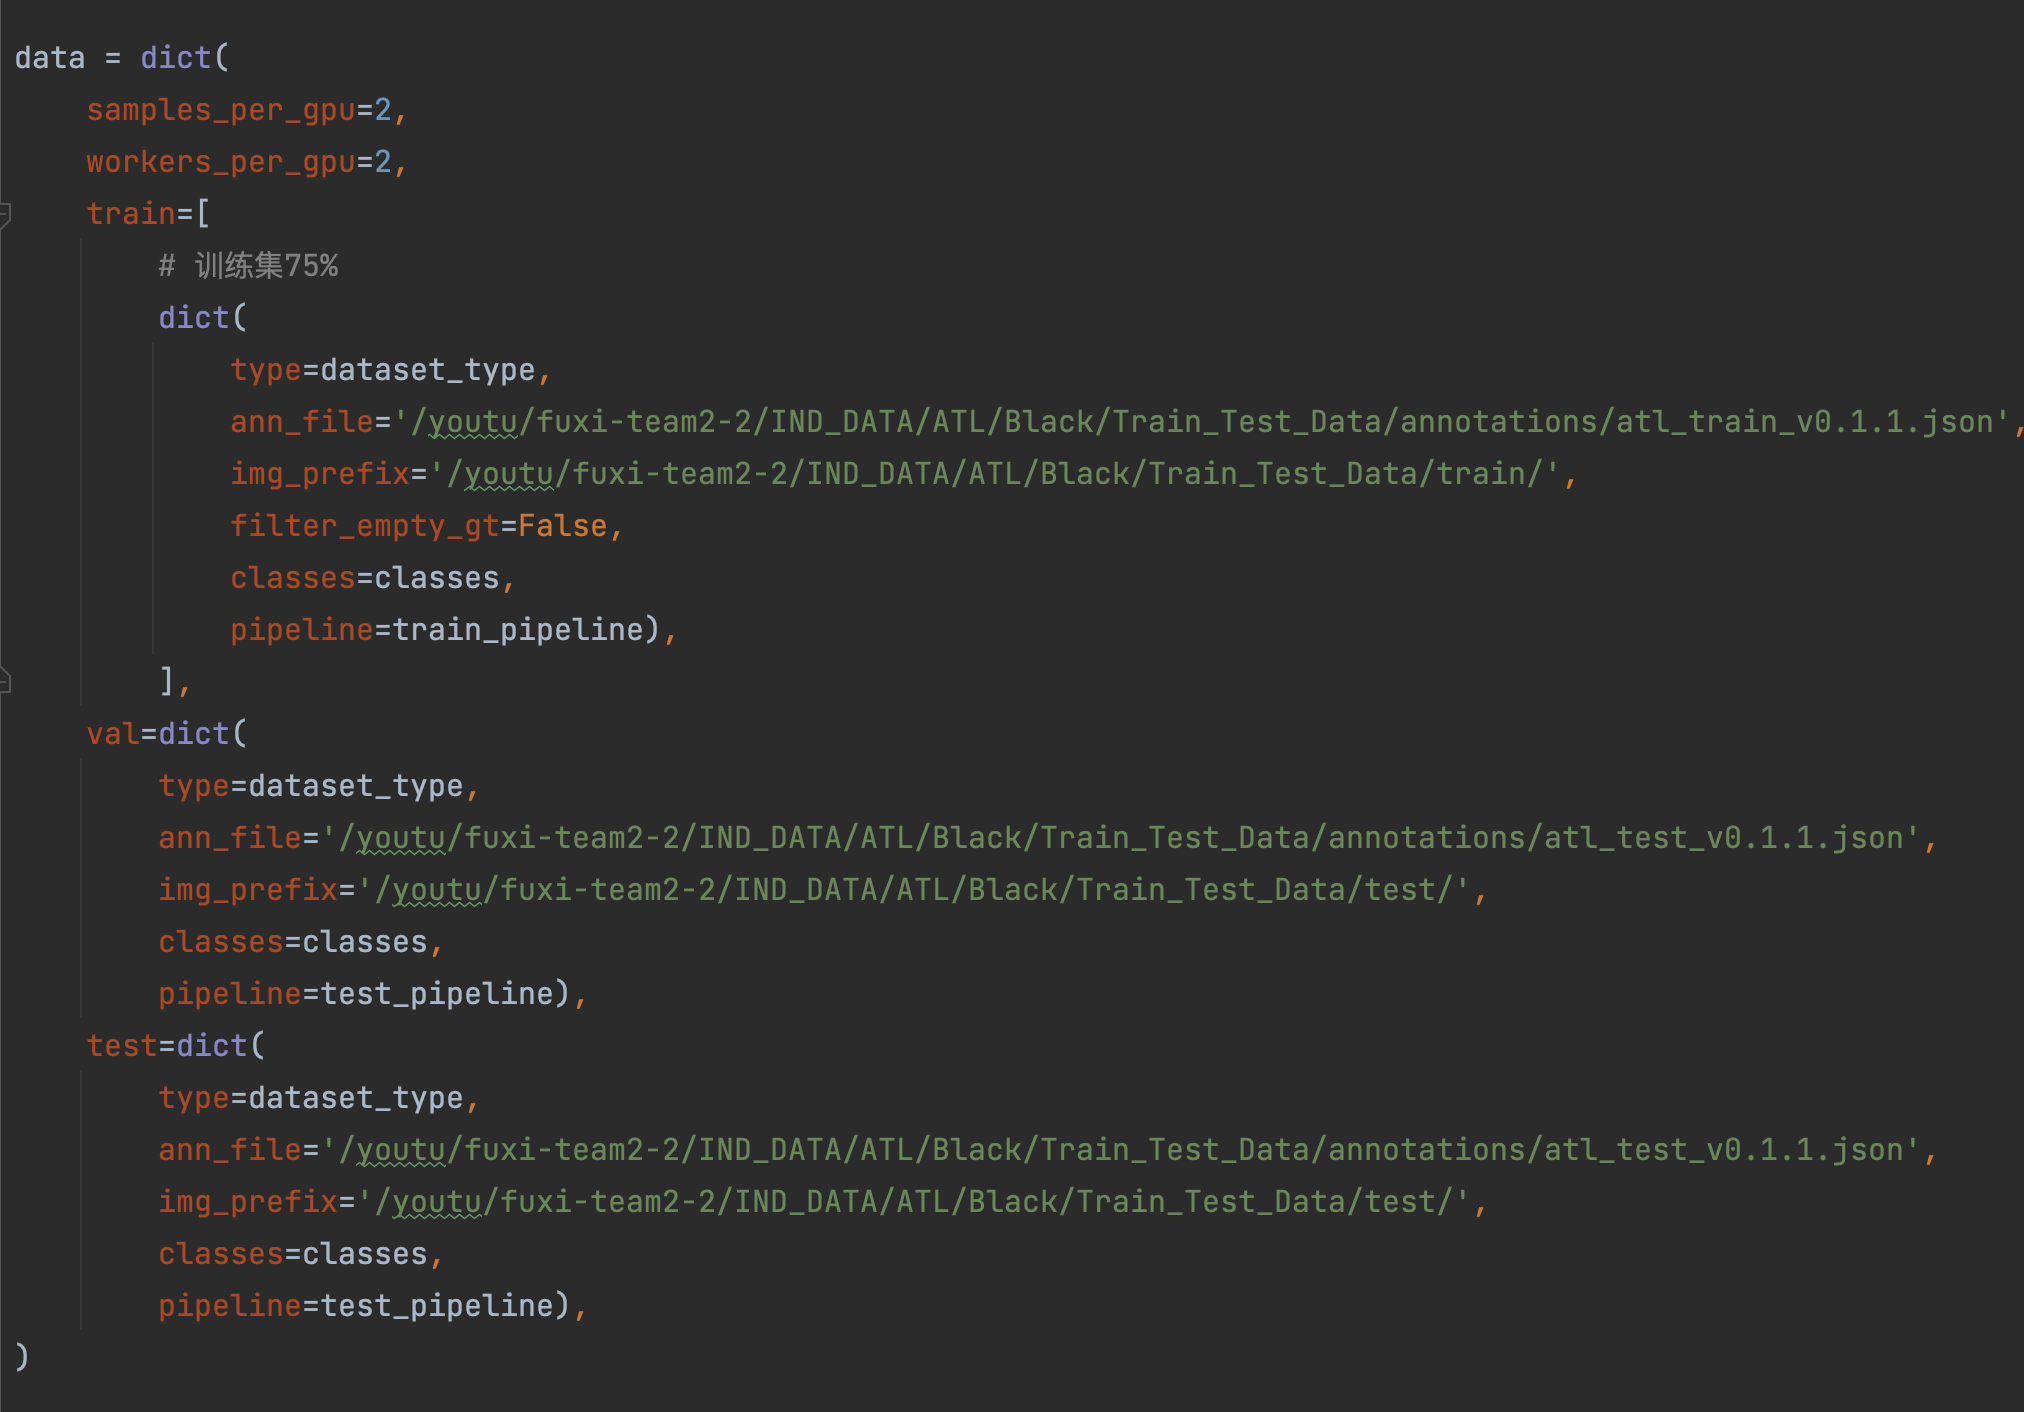 data = dict(
    samples_per_gpu=2,
    workers_per_gpu=2,
    train=[
        # 训练集75%
        dict(
            type=dataset_type,
            ann_file='/youtu/fuxi-team2-2/IND_DATA/ATL/Black/Train_Test_Data/annotations/atl_train_v0.1.1.json',
            img_prefix='/youtu/fuxi-team2-2/IND_DATA/ATL/Black/Train_Test_Data/train/',
            filter_empty_gt=False,
            classes=classes,
            pipeline=train_pipeline),
        ],
    val=dict(
        type=dataset_type,
        ann_file='/youtu/fuxi-team2-2/IND_DATA/ATL/Black/Train_Test_Data/annotations/atl_test_v0.1.1.json',
        img_prefix='/youtu/fuxi-team2-2/IND_DATA/ATL/Black/Train_Test_Data/test/',
        classes=classes,
        pipeline=test_pipeline),
    test=dict(
        type=dataset_type,
        ann_file='/youtu/fuxi-team2-2/IND_DATA/ATL/Black/Train_Test_Data/annotations/atl_test_v0.1.1.json',
        img_prefix='/youtu/fuxi-team2-2/IND_DATA/ATL/Black/Train_Test_Data/test/',
        classes=classes,
        pipeline=test_pipeline),
)